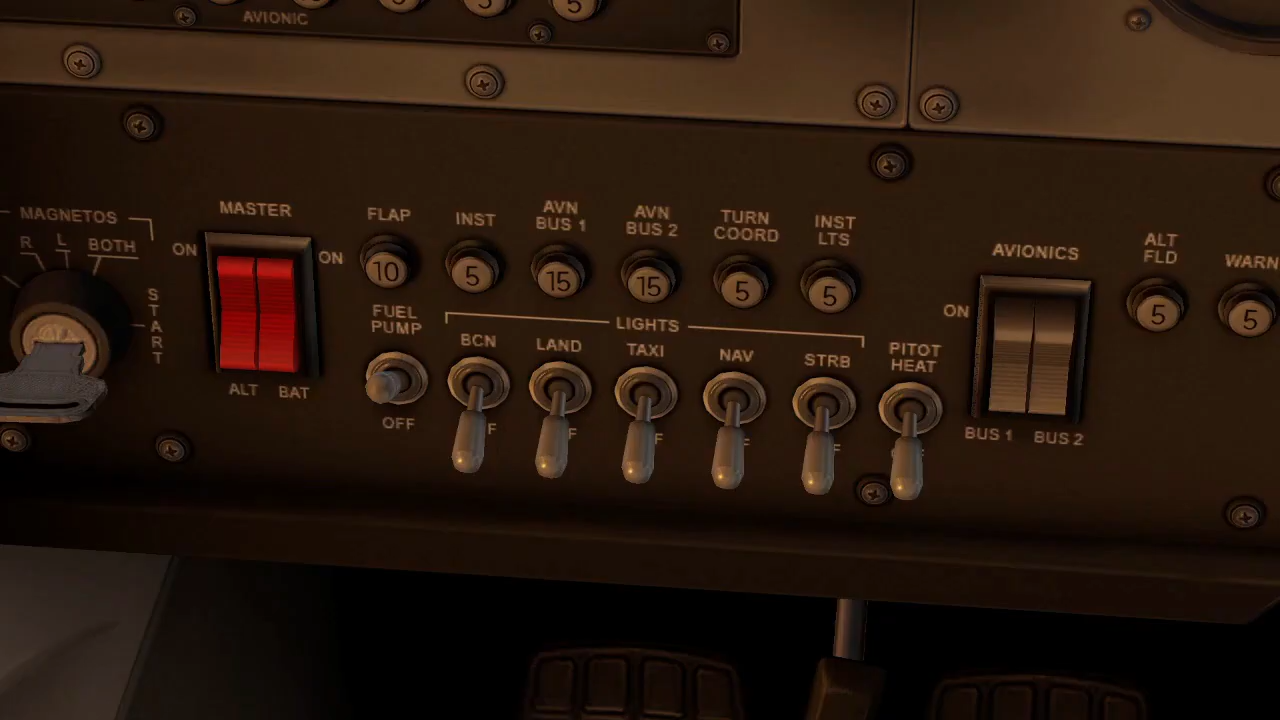 5
5
AVIONIC
MAGNETOS
R
L
BOTH
START
MASTER
ON
ON
ALT
BAT
FLAP
10
INST
5
AVN
BUS 1
15
AVN
BUS 2
15
TURN
COORD
5
INST
LTS
5
FUEL
PUMP
OFF
LIGHTS
BCN
LAND
TAXI
NAV
STRB
F
F
F
F
F
PITOT
HEAT
AVIONICS
ON
BUS 1
BUS 2
ALT
FLD
5
WARN
5